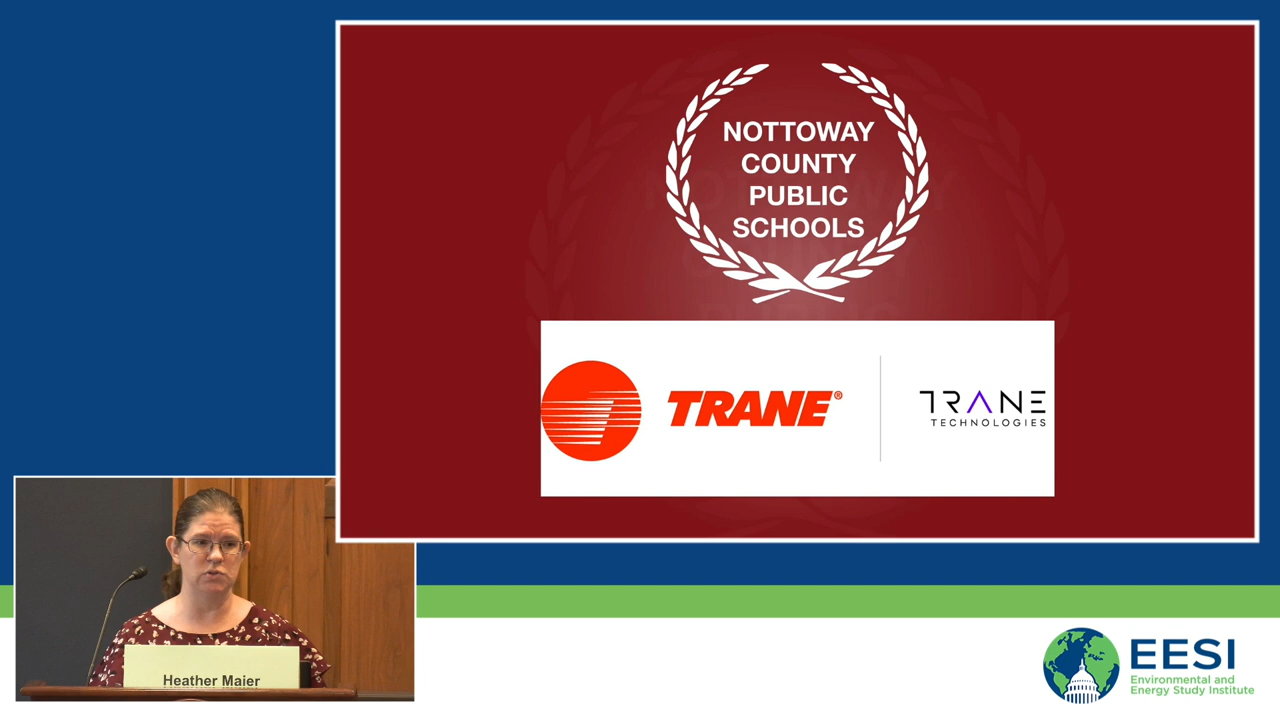 NOTTOWAY
COUNTY
PUBLIC
SCHOOLS
TRANE®
TRANE
TECHNOLOGIES
Heather Maier
EESI
Environmental and
Energy Study Institute